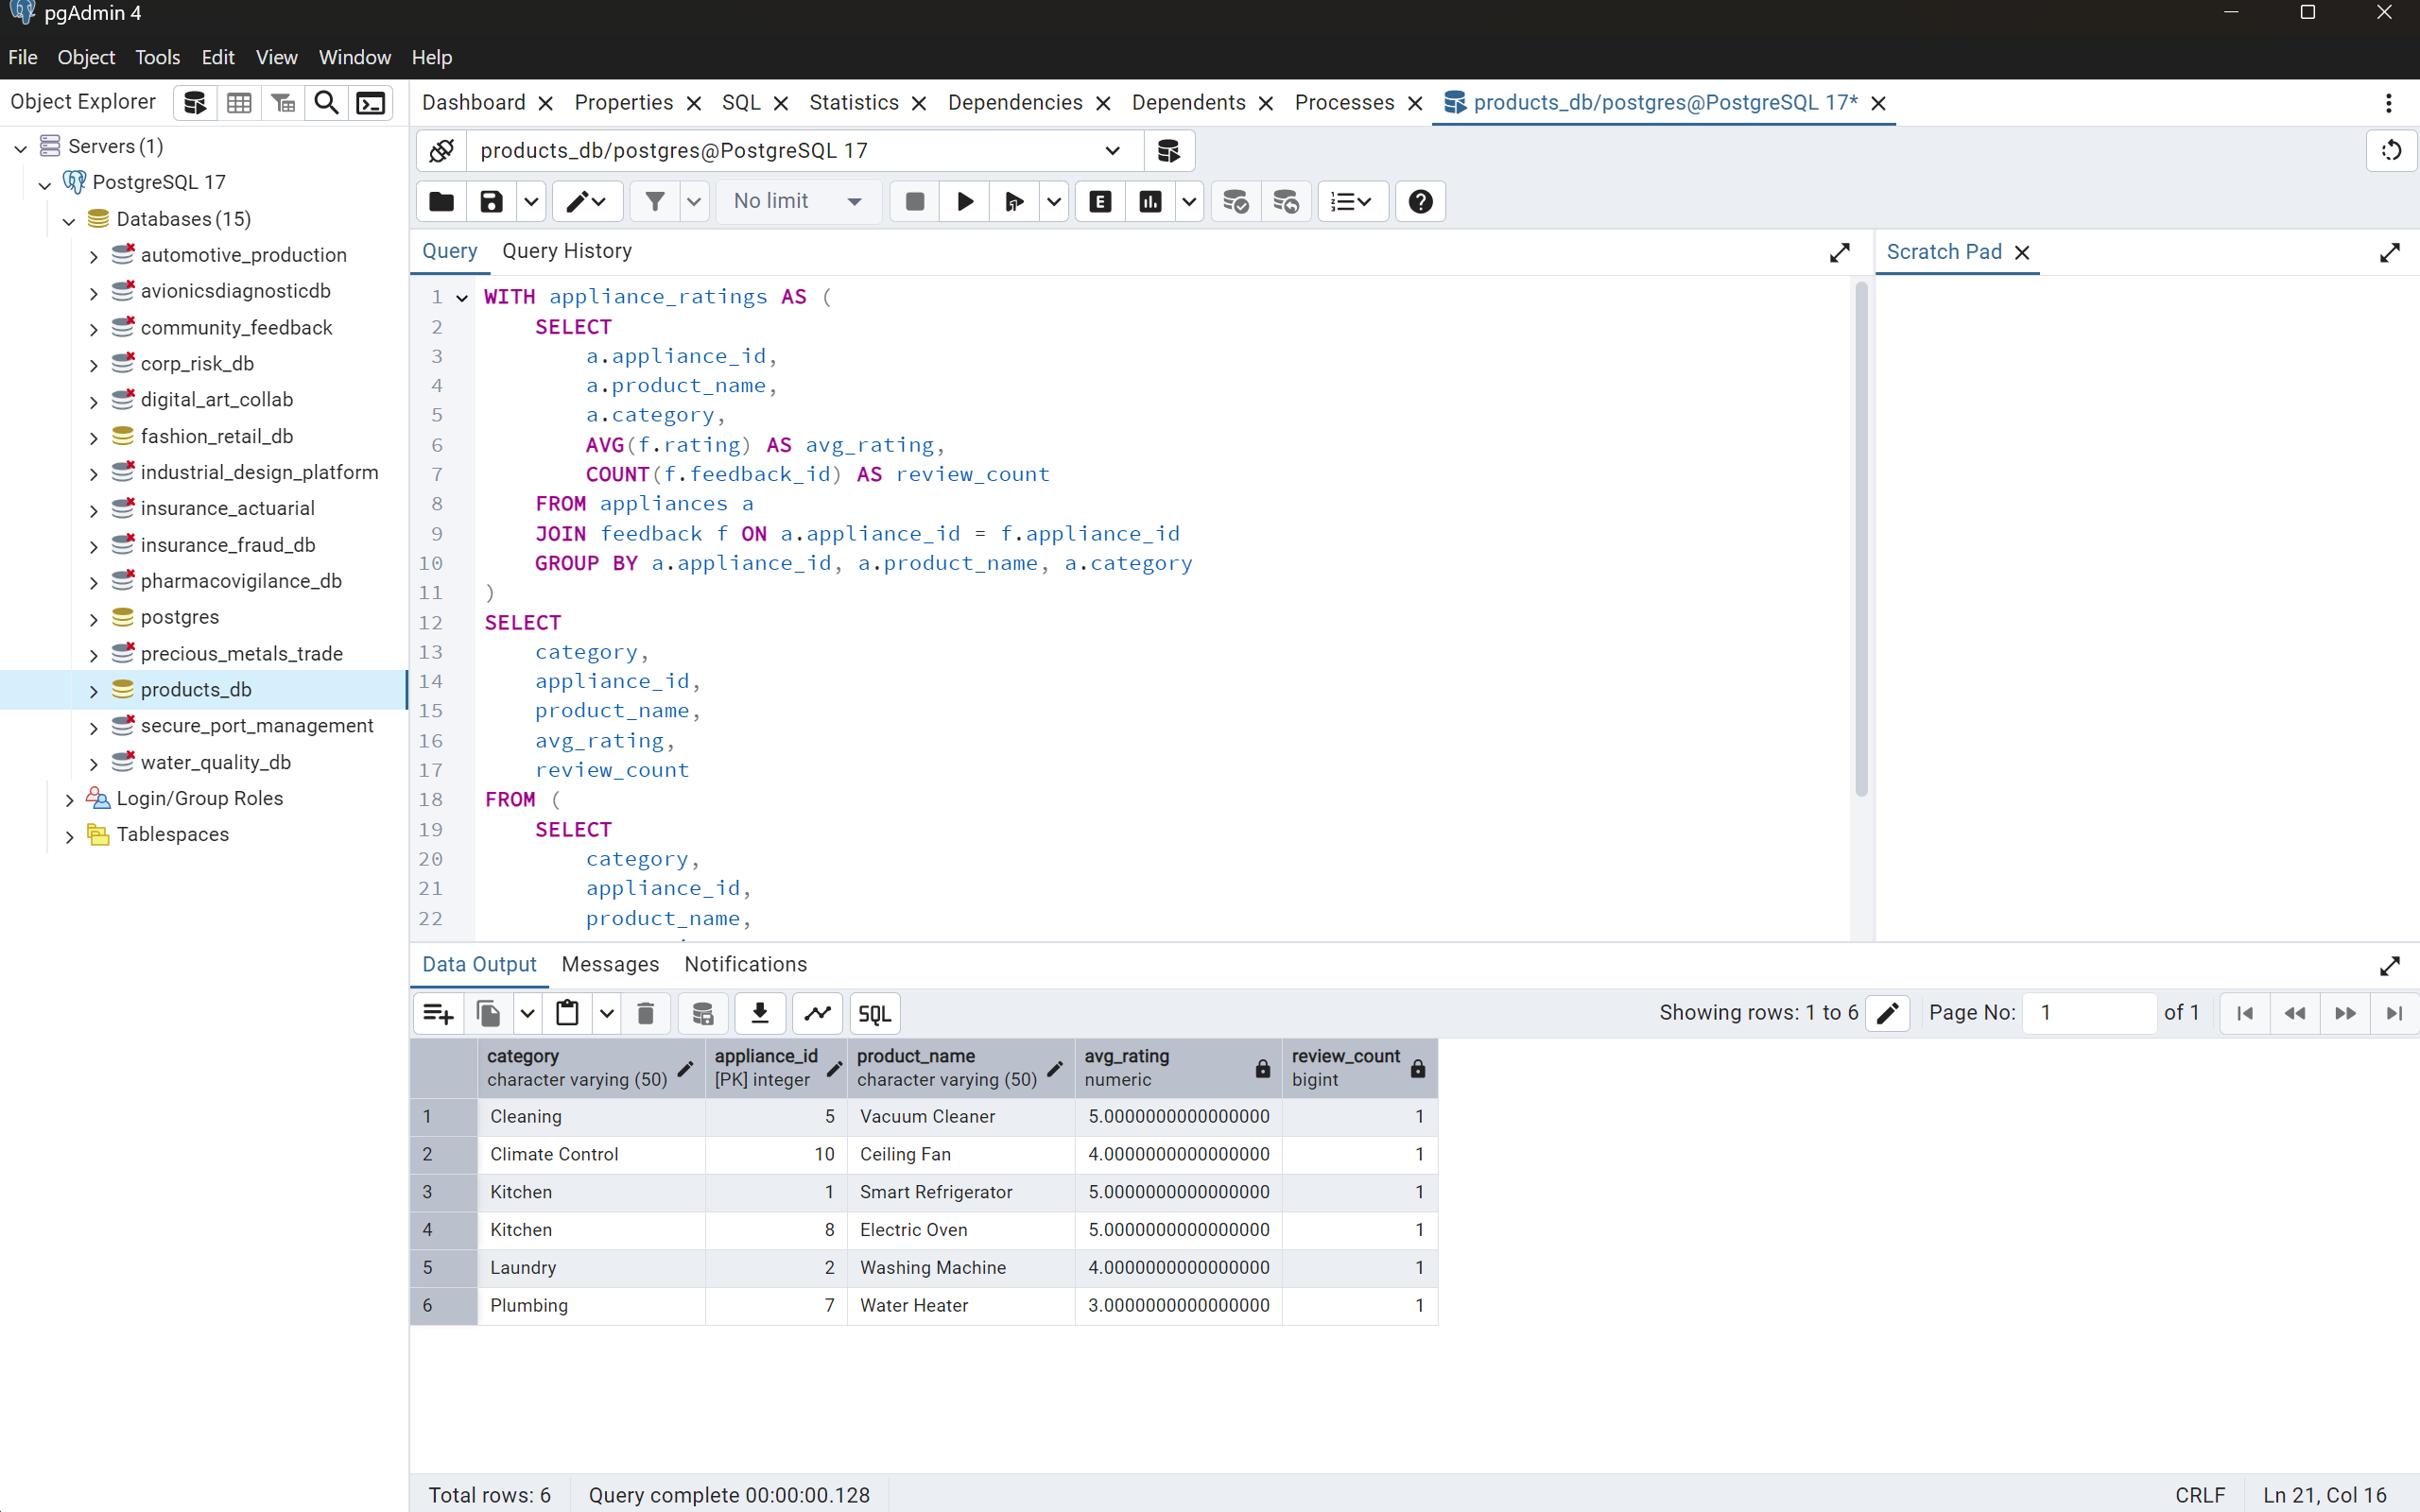 pgAdmin 4
File Object Tools Edit View Window Help
Object Explorer
Servers (1)
PostgreSQL 17
Databases (15)
automotive_production
avionicsdiagnosticdb
community_feedback
corp_risk_db
digital_art_collab
fashion_retail_db
industrial_design_platform
insurance_actuarial
insurance_fraud_db
pharmacovigilance_db
postgres
precious_metals_trade
products_db
secure_port_management
water_quality_db
Login/Group Roles
Tablespaces
Dashboard Properties SQL Statistics Dependencies Dependents Processes products_db/postgres@PostgreSQL 17*
products_db/postgres@PostgreSQL 17
No limit E
Query Query History
Scratch Pad
1 WITH appliance_ratings AS (
2 SELECT
3 a.appliance_id,
4 a.product_name,
5 a.category,
6 AVG(f.rating) AS avg_rating,
7 COUNT(f.feedback_id) AS review_count
8 FROM appliances a
9 JOIN feedback f ON a.appliance_id = f.appliance_id
10 GROUP BY a.appliance_id, a.product_name, a.category
11 )
12 SELECT
13 category,
14 appliance_id,
15 product_name,
16 avg_rating,
17 review_count
18 FROM (
19 SELECT
20 category,
21 appliance_id,
22 product_name,
Data Output Messages Notifications
SQL Showing rows: 1 to 6 Page No: 1 of 1
category appliance_id product_name avg_rating review_count
character varying (50) [PK] integer character varying (50) numeric bigint
1 Cleaning 5 Vacuum Cleaner 5.0000000000000000 1
2 Climate Control 10 Ceiling Fan 4.0000000000000000 1
3 Kitchen 1 Smart Refrigerator 5.0000000000000000 1
4 Kitchen 8 Electric Oven 5.0000000000000000 1
5 Laundry 2 Washing Machine 4.0000000000000000 1
6 Plumbing 7 Water Heater 3.0000000000000000 1
Total rows: 6 Query complete 00:00:00.128 CRLF Ln 21, Col 16